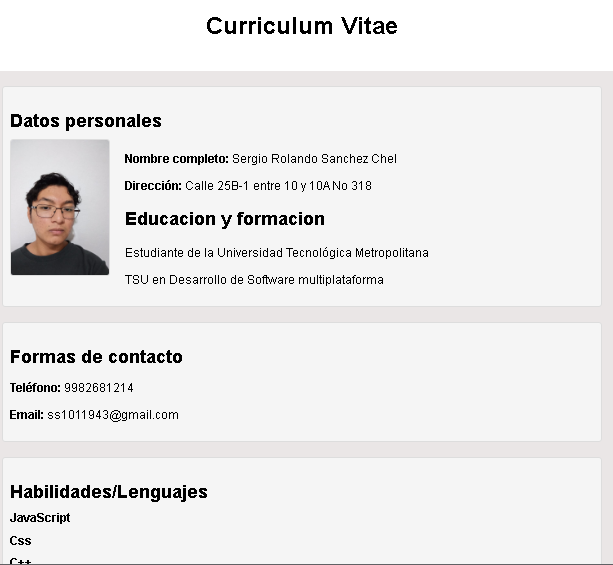 Curriculum Vitae
Datos personales
Nombre completo: Sergio Rolando Sanchez Chel
Dirección: Calle 25B-1 entre 10 y 10A No 318
Educacion y formacion
Estudiante de la Universidad Tecnológica Metropolitana
TSU en Desarrollo de Software multiplataforma
Formas de contacto
Teléfono: 9982681214
Email: ss1011943@gmail.com
Habilidades/Lenguajes
JavaScript
Css
C++